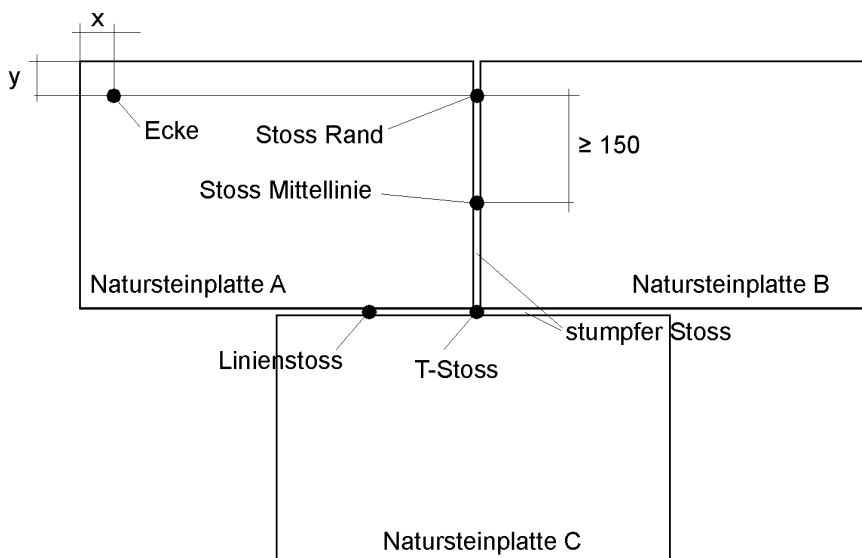 x
y
Ecke
Stoss Rand
≥ 150
Stoss Mittellinie
Natursteinplatte A
Natursteinplatte B
stumpfer Stoss
Linienstoss
T-Stoss
Natursteinplatte C